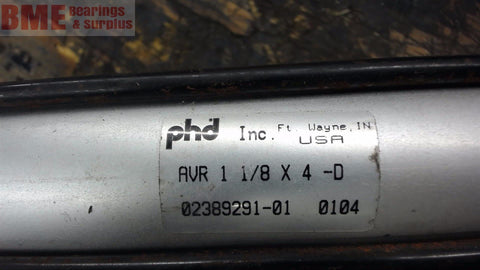 BME Bearings
& surplus
phd Inc. Ft. Wayne, IN
USA
AVR 1 1/8 X 4 -D
02389291-01 0104